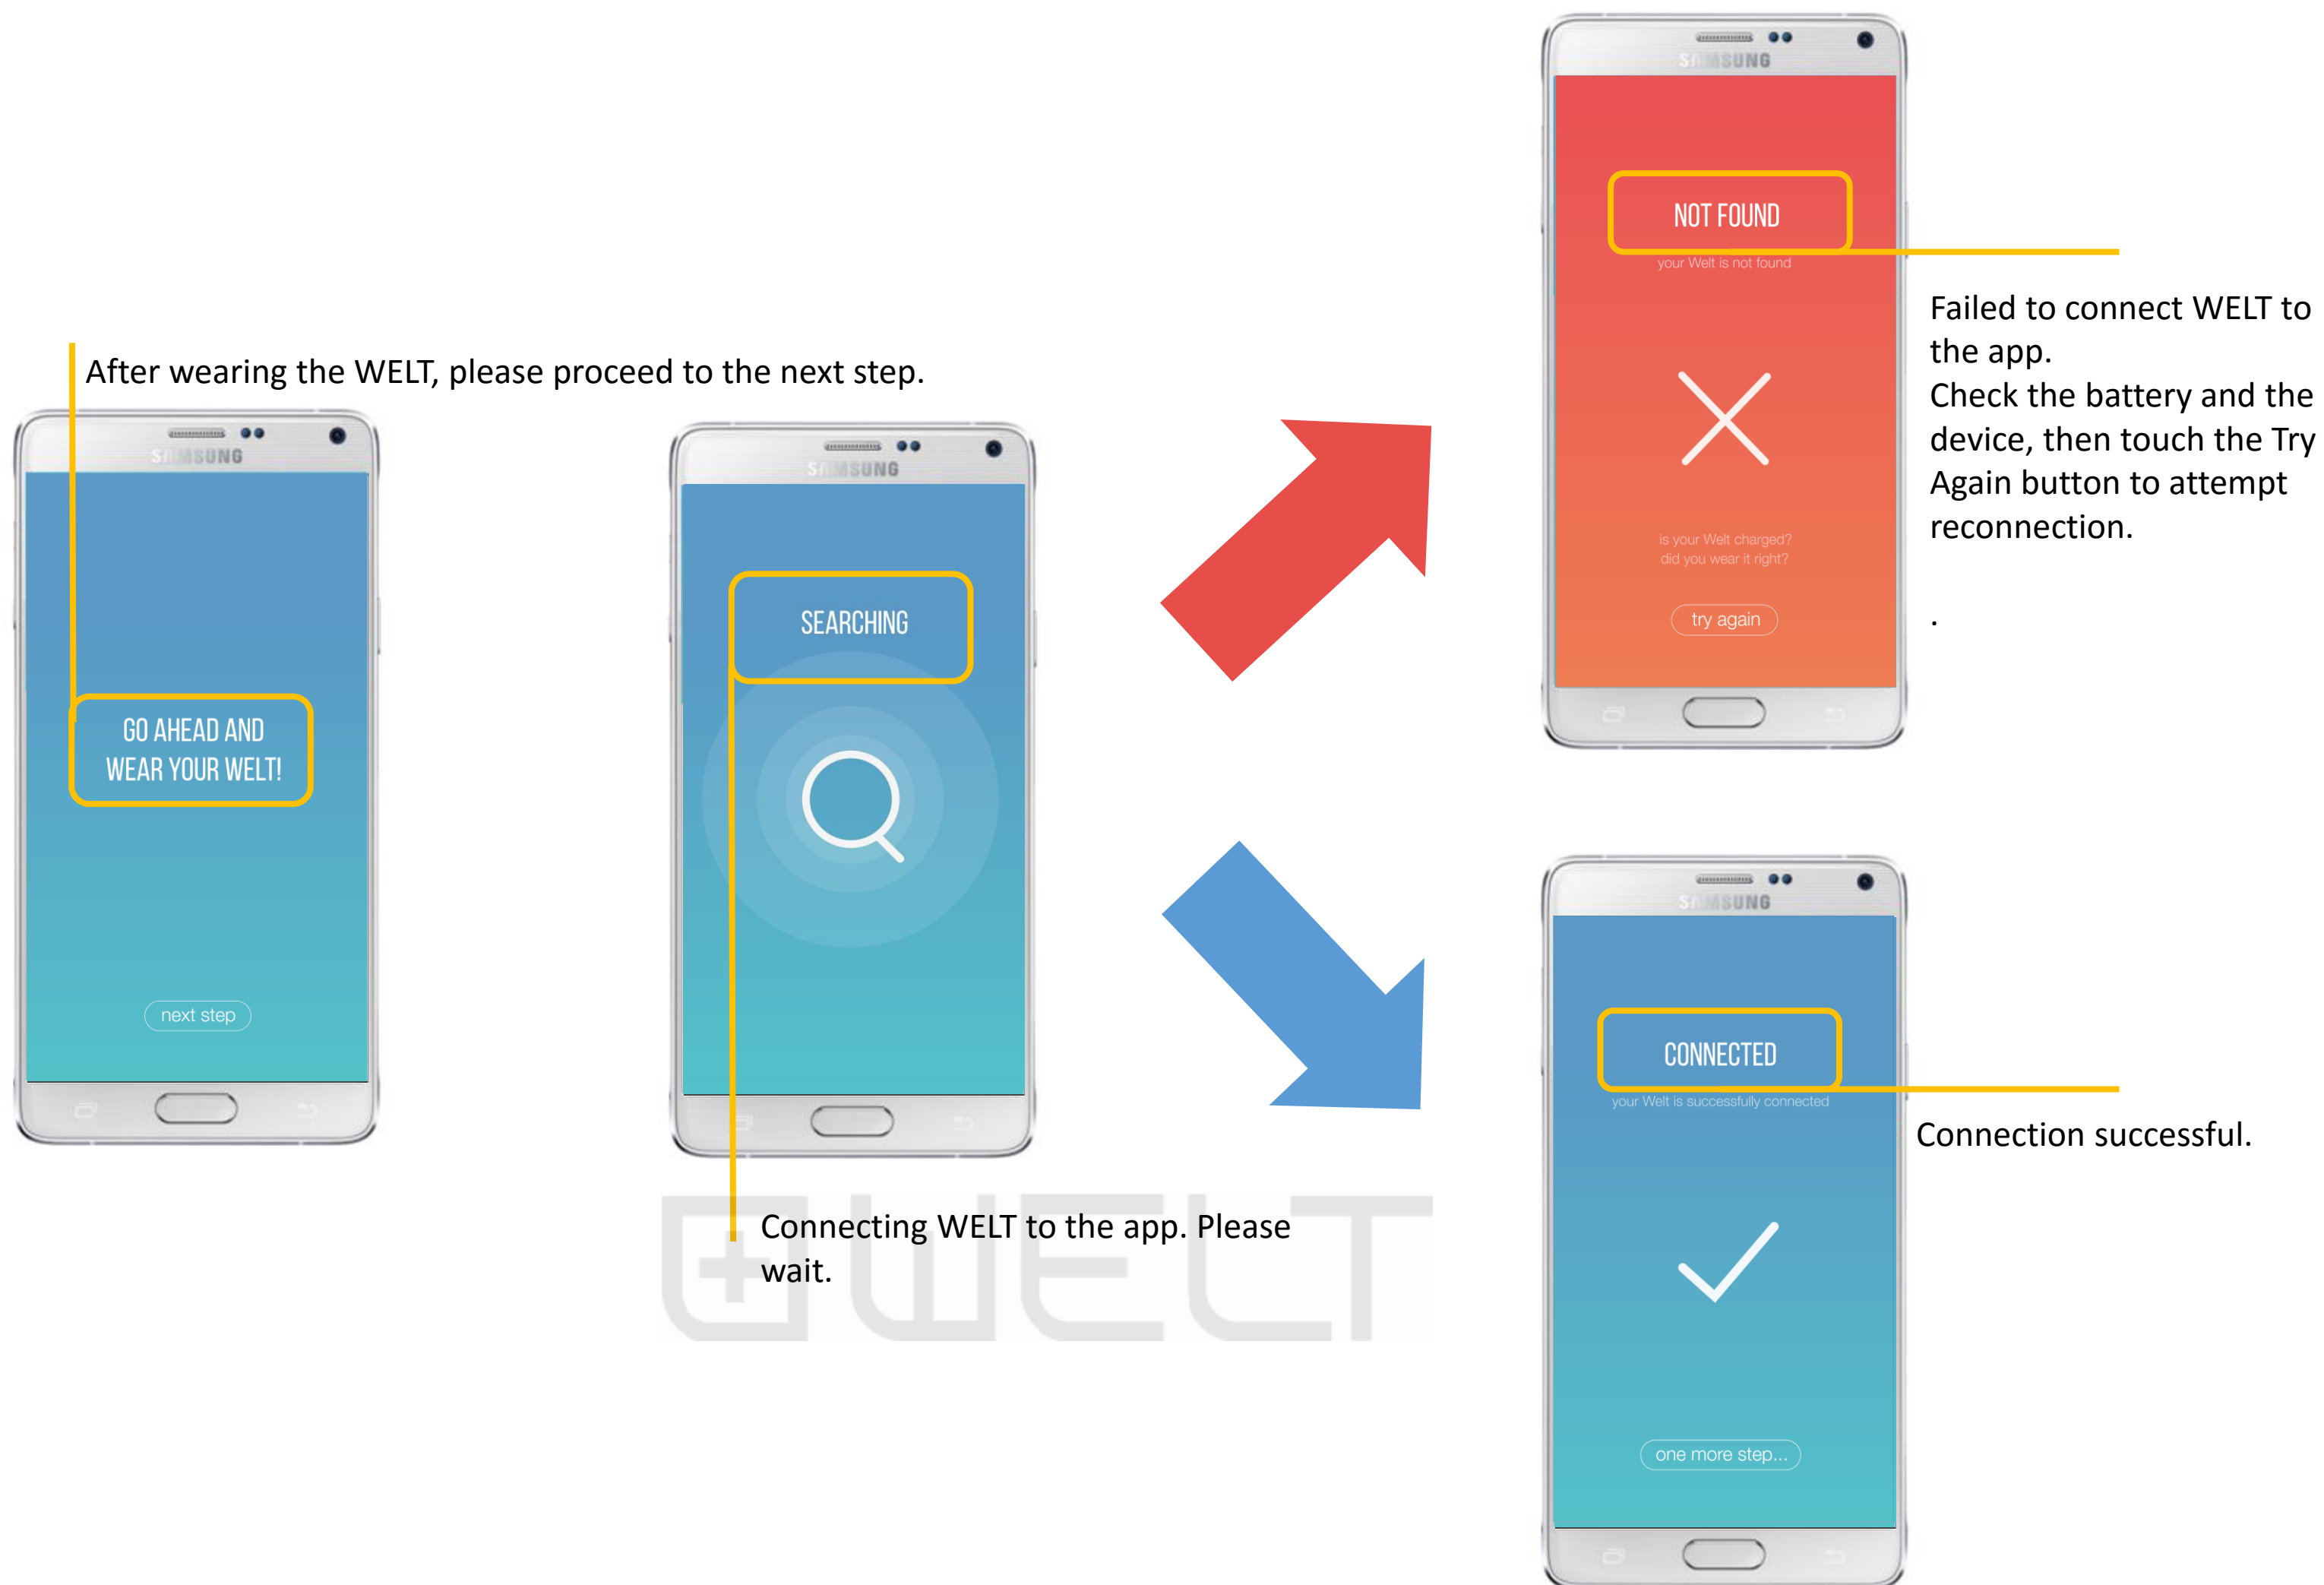 After wearing the WELT, please proceed to the next step.
SAMSUNG
GO AHEAD AND
WEAR YOUR WELT!
next step
SAMSUNG
SEARCHING
Connecting WELT to the app. Please
wait.
WELT
SAMSUNG
NOT FOUND
your Welt is not found
is your Welt charged?
did you wear it right?
try again
Failed to connect WELT to
the app.
Check the battery and the
device, then touch the Try
Again button to attempt
reconnection.
.
SAMSUNG
CONNECTED
your Welt is successfully connected
one more step...
Connection successful.